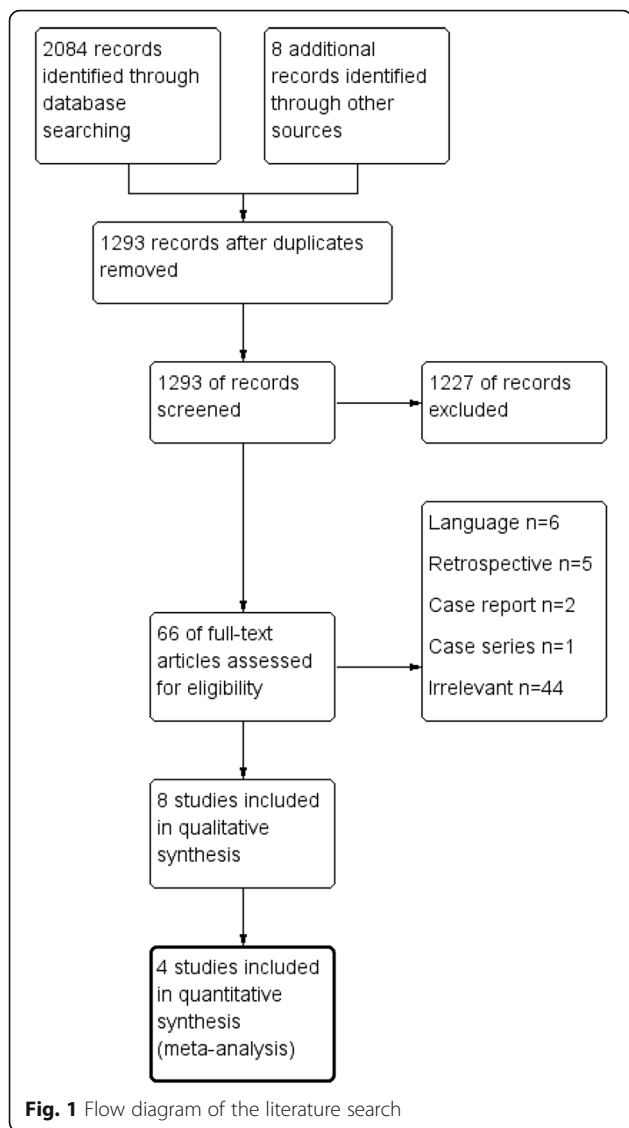 2084 records
identified through
database
searching
8 additional
records identified
through other
sources
1293 records after duplicates
removed
1293 of records
screened
1227 of records
excluded
Language n=6
Retrospective n=5
Case report n=2
Case series n=1
Irrelevant n=44
66 of full-text
articles assessed
for eligibility
8 studies included
in qualitative
synthesis
4 studies included
in quantitative
synthesis
(meta-analysis)
Fig. 1 Flow diagram of the literature search